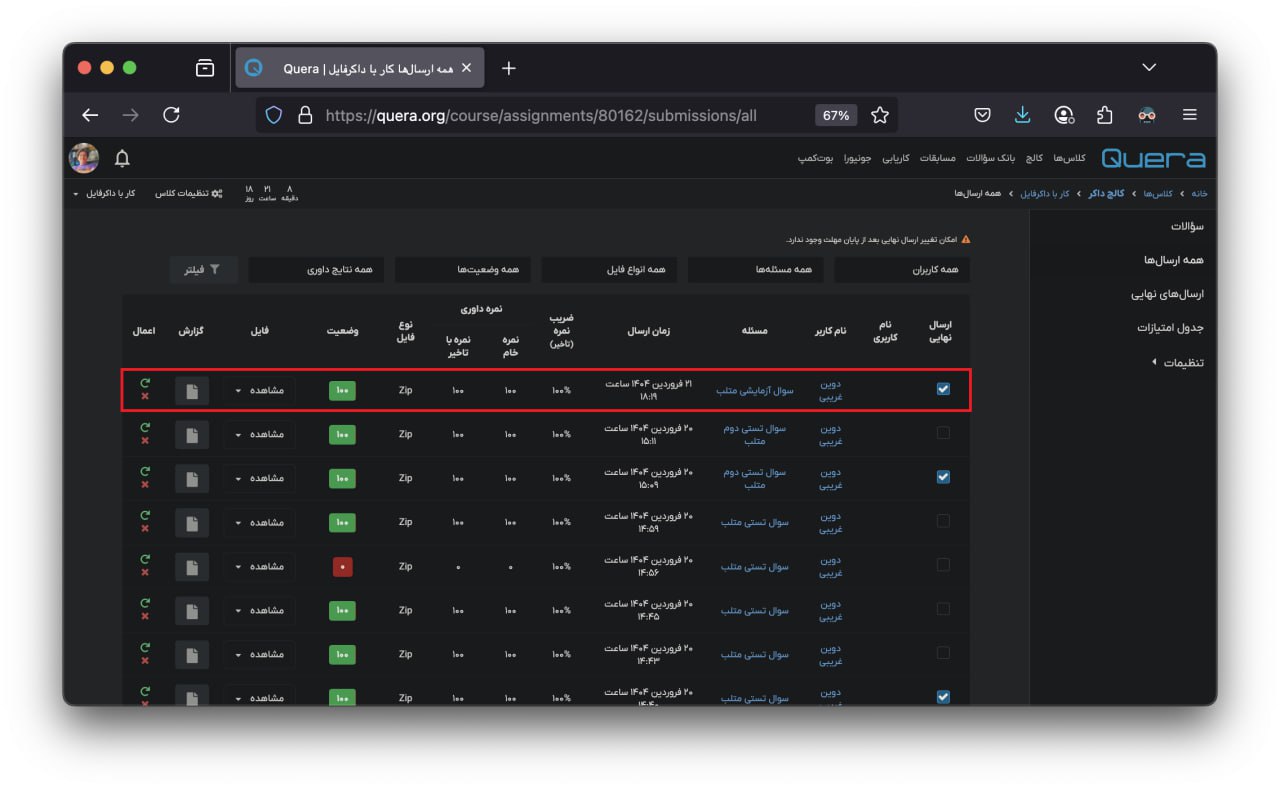 همه ارسال‌ها کار با داکرفایل | Quera
https://quera.org/course/assignments/80162/submissions/all
67%
Quera
کلاس‌ها کالج بانک سؤالات مسابقات کاریابی جونیورا بوت‌کمپ
خانه › کلاس‌ها › کالج داکر › کار با داکرفایل › همه ارسال‌ها
۸ ۲۱ ۱۸
دقیقه ساعت روز
تنظیمات کلاس
کار با داکرفایل
سؤالات
همه ارسال‌ها
ارسال‌های نهایی
جدول امتیازات
تنظیمات
امکان تغییر ارسال نهایی بعد از پایان مهلت وجود ندارد.
همه کاربران همه مسئله‌ها همه انواع فایل همه وضعیت‌ها همه نتایج داوری فیلتر
ارسال نهایی نام کاربری نام کاربر مسئله زمان ارسال ضریب نمره (تاخیر) نمره داوری نمره خام نمره با تاخیر نوع فایل وضعیت فایل گزارش اعمال
دوین غریبی سوال آزمایشی متلب ۲۱ فروردین ۱۴۰۴ ساعت ۱۸:۱۹ ۱۰۰% ۱۰۰ ۱۰۰ Zip ۱۰۰ مشاهده
دوین غریبی سوال تستی دوم متلب ۲۰ فروردین ۱۴۰۴ ساعت ۱۵:۱۱ ۱۰۰% ۱۰۰ ۱۰۰ Zip ۱۰۰ مشاهده
دوین غریبی سوال تستی دوم متلب ۲۰ فروردین ۱۴۰۴ ساعت ۱۵:۰۹ ۱۰۰% ۱۰۰ ۱۰۰ Zip ۱۰۰ مشاهده
دوین غریبی سوال تستی متلب ۲۰ فروردین ۱۴۰۴ ساعت ۱۴:۵۹ ۱۰۰% ۱۰۰ ۱۰۰ Zip ۱۰۰ مشاهده
دوین غریبی سوال تستی متلب ۲۰ فروردین ۱۴۰۴ ساعت ۱۴:۵۶ ۱۰۰% ۰ ۰ Zip ۰ مشاهده
دوین غریبی سوال تستی متلب ۲۰ فروردین ۱۴۰۴ ساعت ۱۴:۴۵ ۱۰۰% ۱۰۰ ۱۰۰ Zip ۱۰۰ مشاهده
دوین غریبی سوال تستی متلب ۲۰ فروردین ۱۴۰۴ ساعت ۱۴:۴۳ ۱۰۰% ۱۰۰ ۱۰۰ Zip ۱۰۰ مشاهده
دوین غریبی سوال تستی متلب ۲۰ فروردین ۱۴۰۴ ساعت ۱۴:۴۰ ۱۰۰% ۱۰۰ ۱۰۰ Zip ۱۰۰ مشاهده